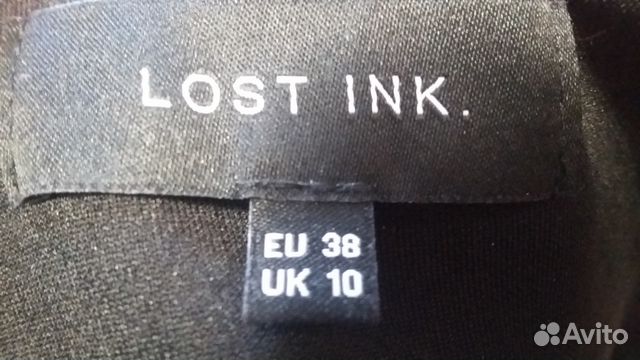 LOST INK.
EU 38
UK 10
Avito